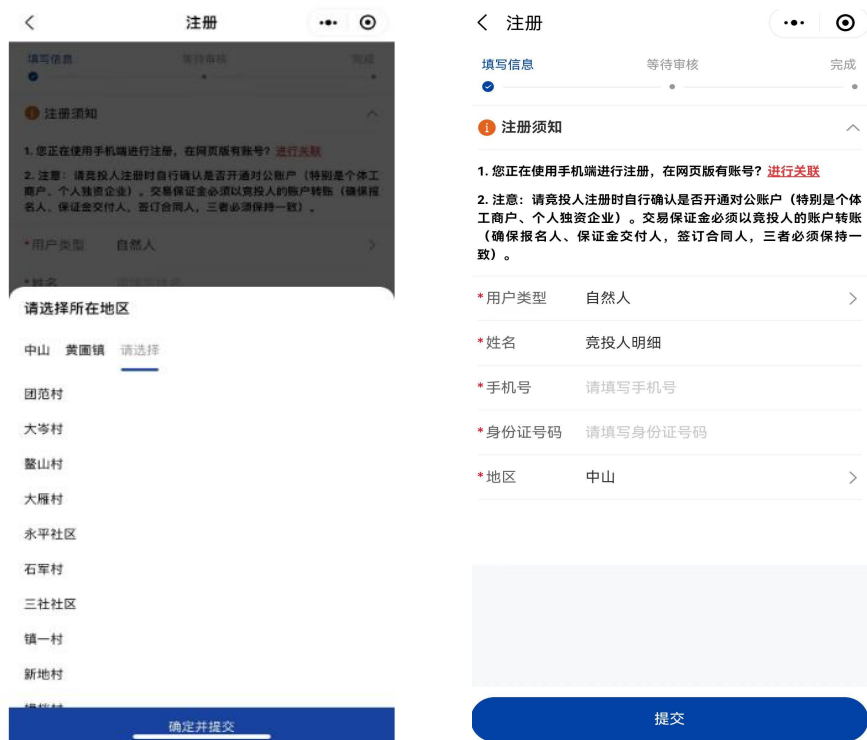 注册
填写信息
等待审核
完成
注册须知
1. 您正在使用手机端进行注册，在网页版有账号？进行关联
2. 注意：请竞投人注册时自行确认是否开通对公账户（特别是个体工
商户、个人独资企业）。交易保证金必须以竞投人的账户转账（确保报
名人、保证金交付人，签订合同人，三者必须保持一致）。
*用户类型 自然人
*姓名
请选择所在地区
中山 黄圃镇 请选择
团范村
大岑村
鳌山村
大雁村
永平社区
石军村
三社社区
镇一村
新地村
确定并提交
注册
填写信息
等待审核
完成
注册须知
1. 您正在使用手机端进行注册，在网页版有账号？进行关联
2. 注意：请竞投人注册时自行确认是否开通对公账户（特别是个体
工商户、个人独资企业）。交易保证金必须以竞投人的账户转账
（确保报名人、保证金交付人，签订合同人，三者必须保持一
致）。
*用户类型 自然人
*姓名 竞投人明细
*手机号 请填写手机号
*身份证号码 请填写身份证号码
*地区 中山
提交